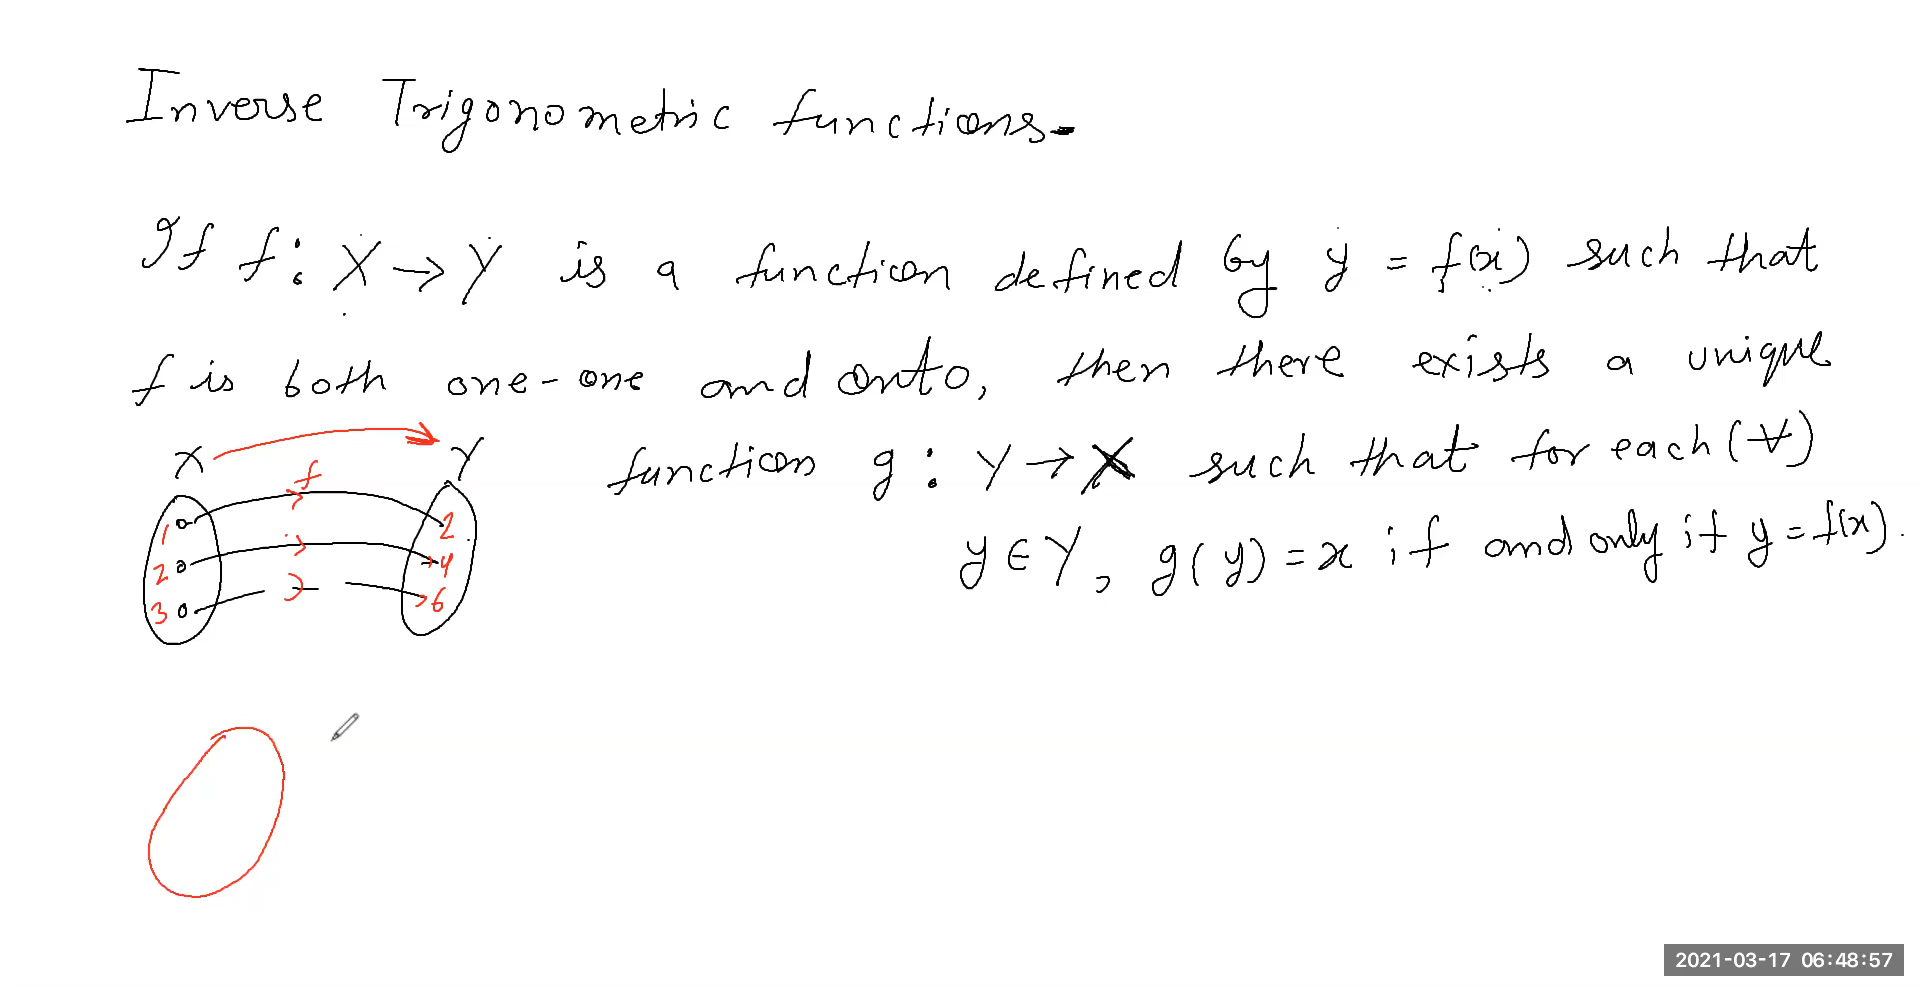 Inverse Trigonometric functions-
If f: X → Y is a function defined by y = f(x) such that
f is both one-one and onto, then there exists a unique
function g : Y → X such that for each (∀)
y ∈ Y, g(y) = x if and only if y = f(x).
X Y
f
1 2
2 4
3 6
2021-03-17 06:48:57